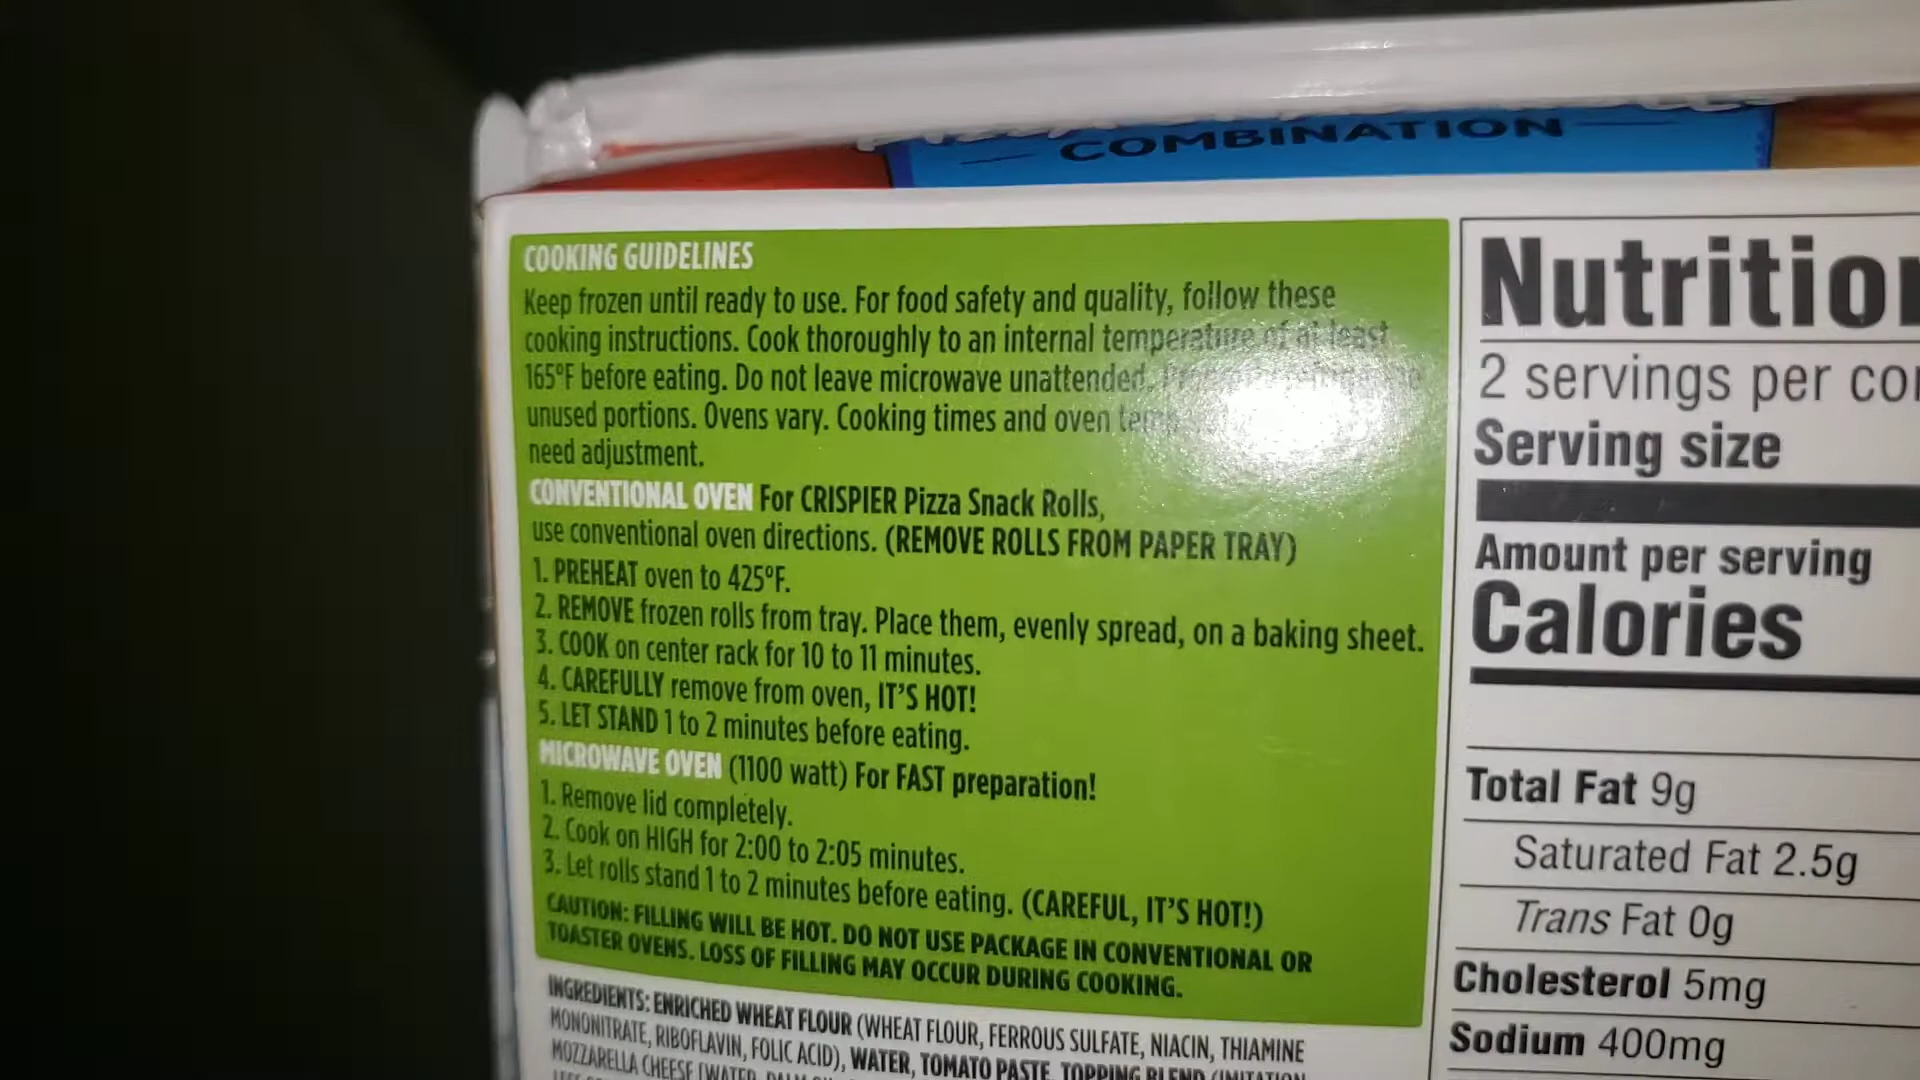 COMBINATION
COOKING GUIDELINES
Keep frozen until ready to use. For food safety and quality, follow these
cooking instructions. Cook thoroughly to an internal temperature of at least
165°F before eating. Do not leave microwave unattended.
unused portions. Ovens vary. Cooking times and oven
need adjustment.
CONVENTIONAL OVEN For CRISPIER Pizza Snack Rolls,
use conventional oven directions. (REMOVE ROLLS FROM PAPER TRAY)
1. PREHEAT oven to 425°F.
2. REMOVE frozen rolls from tray. Place them, evenly spread, on a baking sheet.
3. COOK on center rack for 10 to 11 minutes.
4. CAREFULLY remove from oven, IT'S HOT!
5. LET STAND 1 to 2 minutes before eating.
MICROWAVE OVEN (1100 watt) For FAST preparation!
1. Remove lid completely.
2. Cook on HIGH for 2:00 to 2:05 minutes.
3. Let rolls stand 1 to 2 minutes before eating. (CAREFUL, IT'S HOT!)
CAUTION: FILLING WILL BE HOT. DO NOT USE PACKAGE IN CONVENTIONAL OR
TOASTER OVENS. LOSS OF FILLING MAY OCCUR DURING COOKING.
INGREDIENTS: ENRICHED WHEAT FLOUR (WHEAT FLOUR, FERROUS SULFATE, NIACIN, THIAMINE
MONONITRATE, RIBOFLAVIN, FOLIC ACID), WATER, TOMATO PASTE, TOPPING BLEND (IMITATION
MOZZARELLA CHEESE [WATER,
Nutrition
2 servings per
Serving size
Amount per serving
Calories
Total Fat 9g
Saturated Fat 2.5g
Trans Fat 0g
Cholesterol 5mg
Sodium 400mg